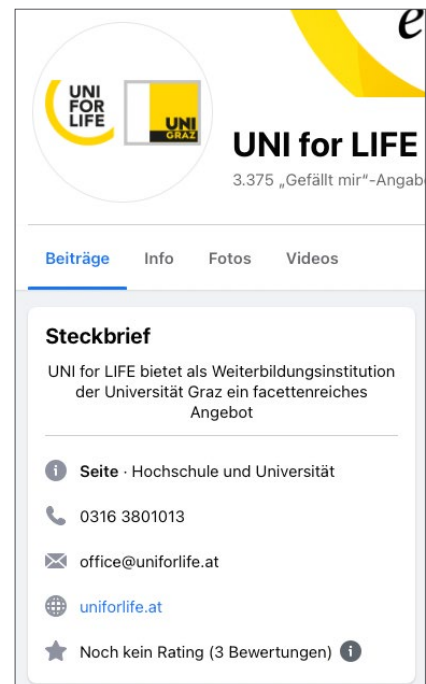 e
UNI
FOR
LIFE
UNI
GRAZ
UNI for LIFE
3.375 „Gefällt mir“-Angab
Beiträge Info Fotos Videos
Steckbrief
UNI for LIFE bietet als Weiterbildungsinstitution
der Universität Graz ein facettenreiches
Angebot
Seite · Hochschule und Universität
0316 3801013
office@uniforlife.at
uniforlife.at
Noch kein Rating (3 Bewertungen)